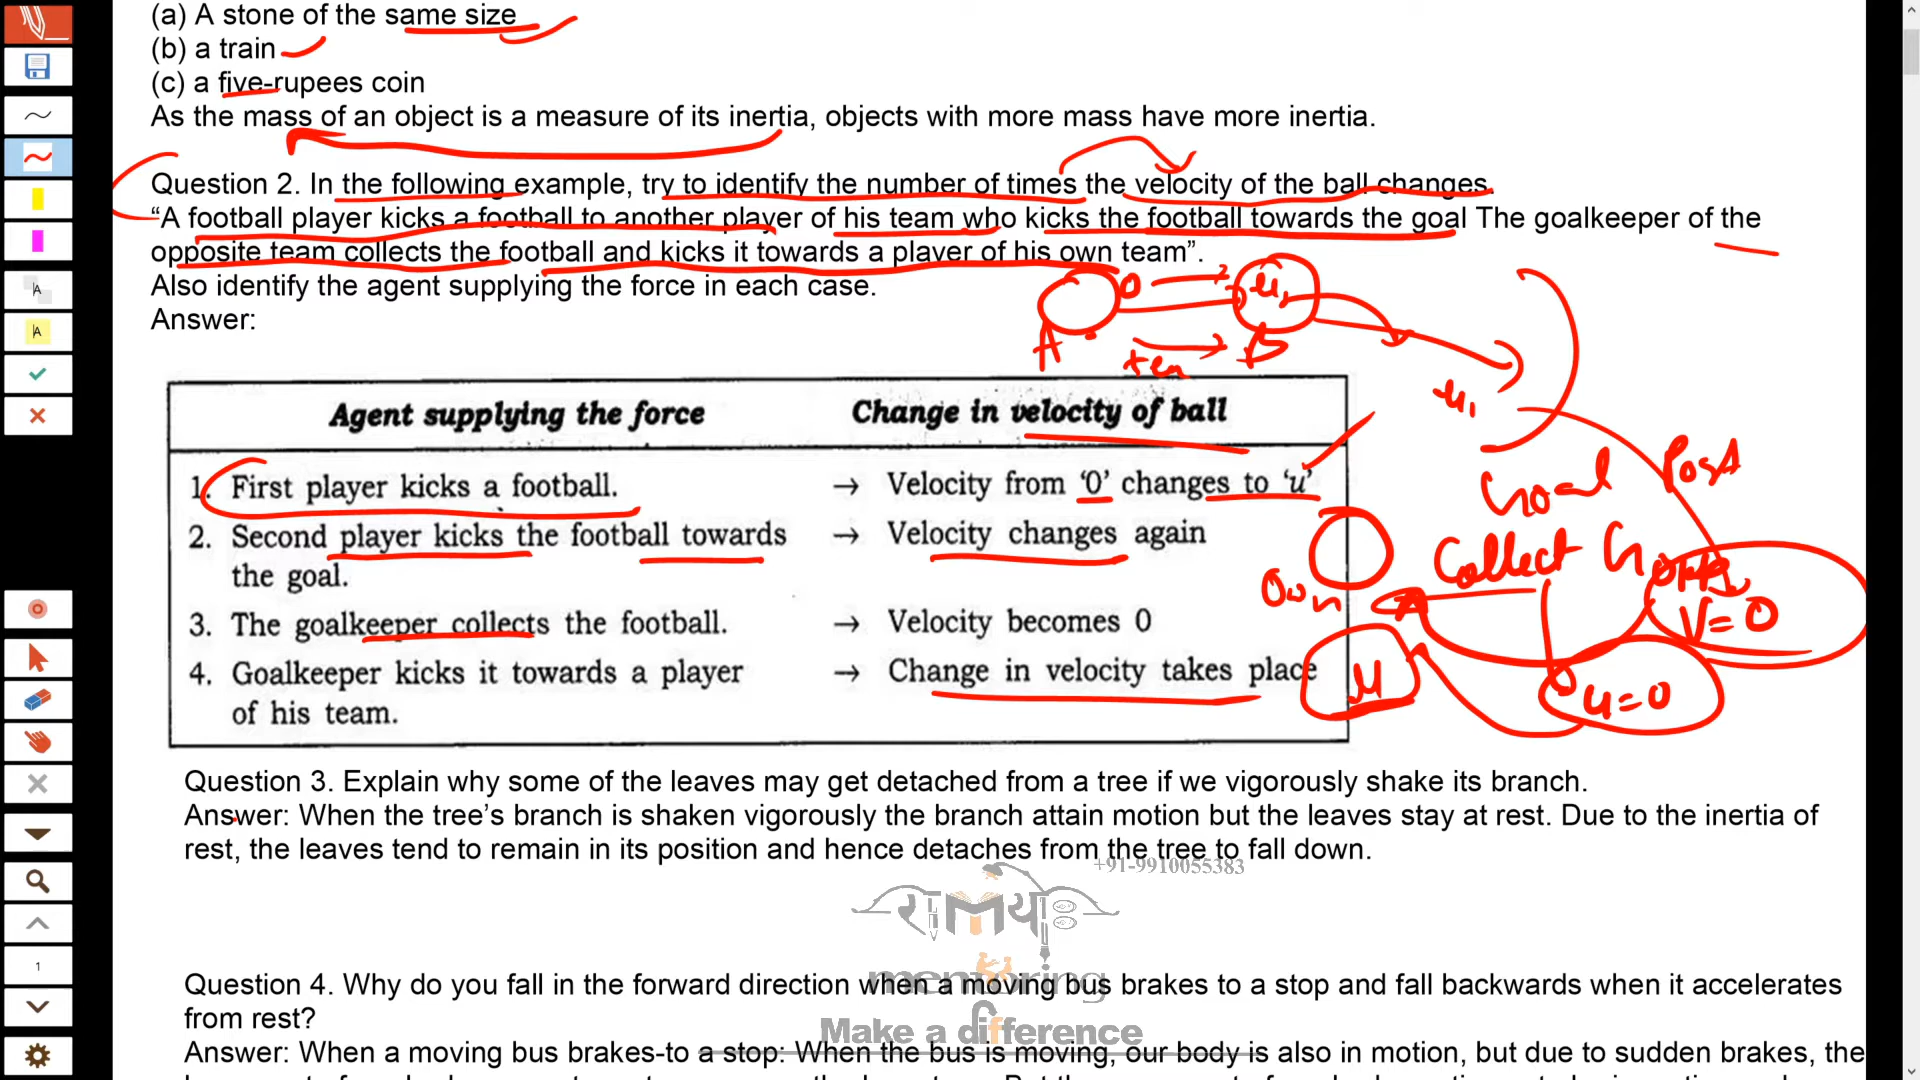 (a) A stone of the same size
(b) a train
(c) a five-rupees coin
As the mass of an object is a measure of its inertia, objects with more mass have more inertia.
Question 2. In the following example, try to identify the number of times the velocity of the ball changes.
“A football player kicks a football to another player of his team who kicks the football towards the goal The goalkeeper of the
opposite team collects the football and kicks it towards a player of his own team”.
Also identify the agent supplying the force in each case.
Answer:
0 u₁
A B
u₁
Agent supplying the force Change in velocity of ball
1. First player kicks a football. → Velocity from ‘0’ changes to ‘u’
2. Second player kicks the football towards → Velocity changes again
the goal.
3. The goalkeeper collects the football. → Velocity becomes 0
4. Goalkeeper kicks it towards a player → Change in velocity takes place
of his team.
Goal Post
Collect
Own
V=0
u=0
Question 3. Explain why some of the leaves may get detached from a tree if we vigorously shake its branch.
Answer: When the tree’s branch is shaken vigorously the branch attain motion but the leaves stay at rest. Due to the inertia of
rest, the leaves tend to remain in its position and hence detaches from the tree to fall down.
+91-9910055383
mentoring
Question 4. Why do you fall in the forward direction when a moving bus brakes to a stop and fall backwards when it accelerates
from rest?
Make a difference
Answer: When a moving bus brakes-to a stop: When the bus is moving, our body is also in motion, but due to sudden brakes, the
1